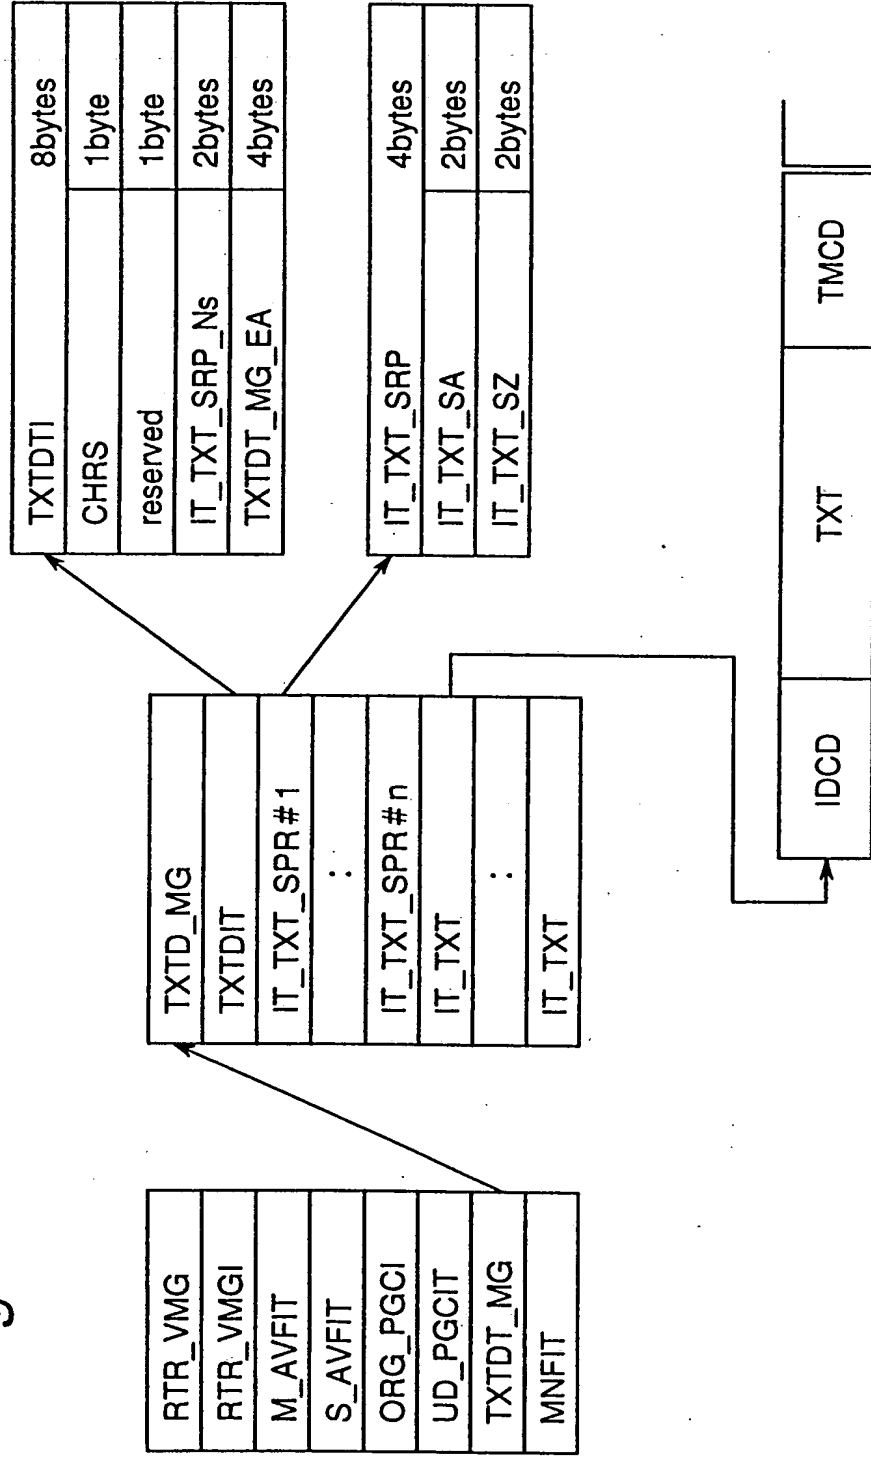 RTR_VMG
RTR_VMGI
M_AVFIT
S_AVFIT
ORG_PGCI
UD_PGCIT
TXTDT_MG
MNFIT
TXTD_MG
TXTDIT
IT_TXT_SPR#1
:
IT_TXT_SPR#n
IT_TXT
:
IT_TXT
TXTDTI 8bytes
CHRS 1byte
reserved 1byte
IT_TXT_SRP_Ns 2bytes
TXTDT_MG_EA 4bytes
IT_TXT_SRP 4bytes
IT_TXT_SA 2bytes
IT_TXT_SZ 2bytes
IDCD TXT TMCD